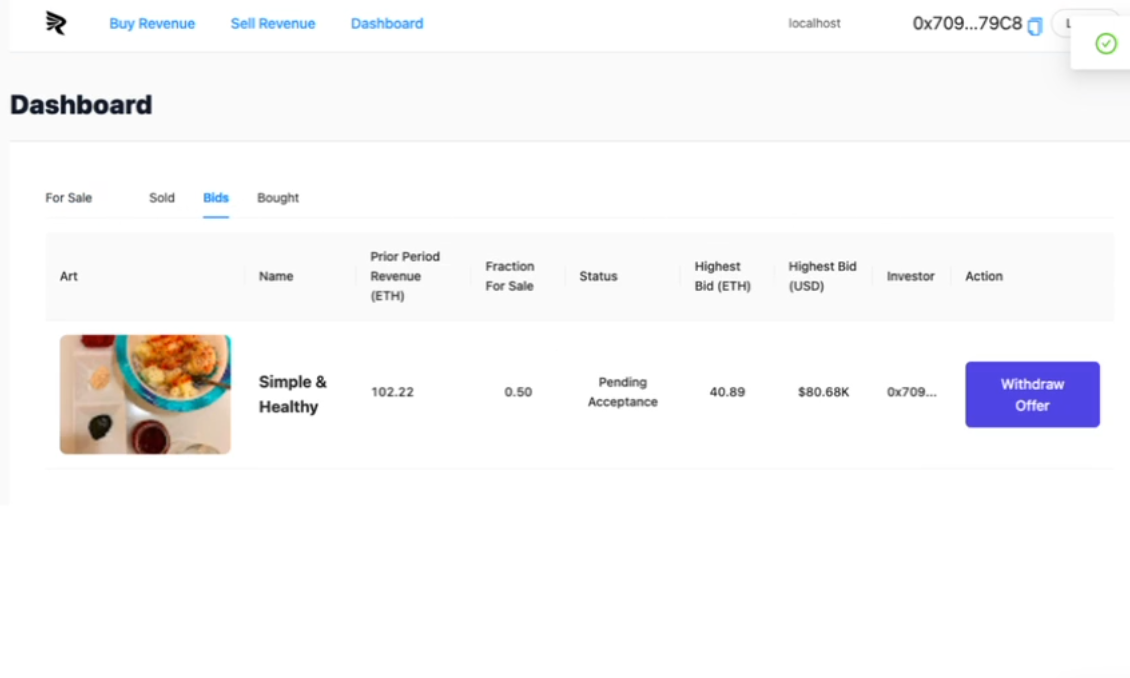 Buy Revenue Sell Revenue Dashboard localhost 0x709...79C8 L
Dashboard
For Sale Sold Bids Bought
Art Name Prior Period Revenue (ETH) Fraction For Sale Status Highest Bid (ETH) Highest Bid (USD) Investor Action
Simple & Healthy 102.22 0.50 Pending Acceptance 40.89 $80.68K 0x709... Withdraw Offer